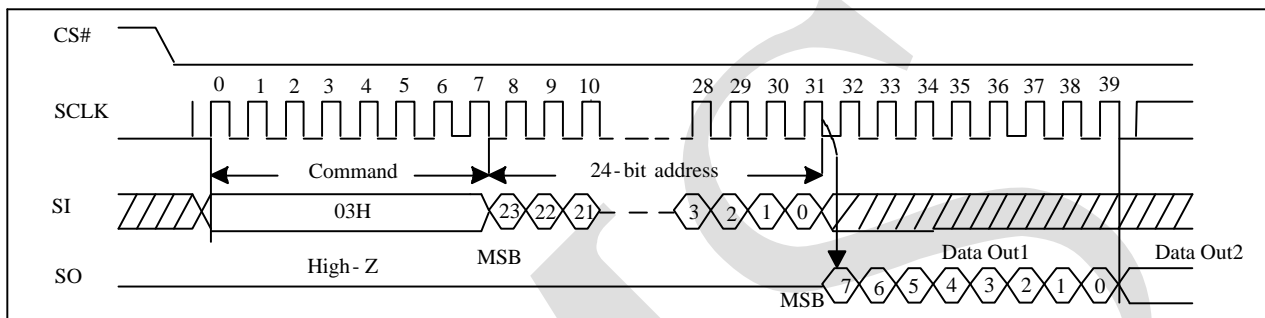 CS#
0 1 2 3 4 5 6 7 8 9 10 28 29 30 31 32 33 34 35 36 37 38 39
SCLK
Command 24-bit address
SI 03H 23 22 21 3 2 1 0
MSB Data Out1 Data Out2
High-Z
SO MSB 7 6 5 4 3 2 1 0